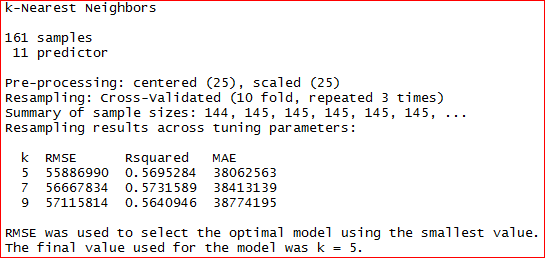 k-Nearest Neighbors
161 samples
11 predictor
Pre-processing: centered (25), scaled (25)
Resampling: Cross-Validated (10 fold, repeated 3 times)
Summary of sample sizes: 144, 145, 145, 145, 145, 145, ...
Resampling results across tuning parameters:
k RMSE Rsquared MAE
5 55886990 0.5695284 38062563
7 56667834 0.5731589 38413139
9 57115814 0.5640946 38774195
RMSE was used to select the optimal model using the smallest value.
The final value used for the model was k = 5.